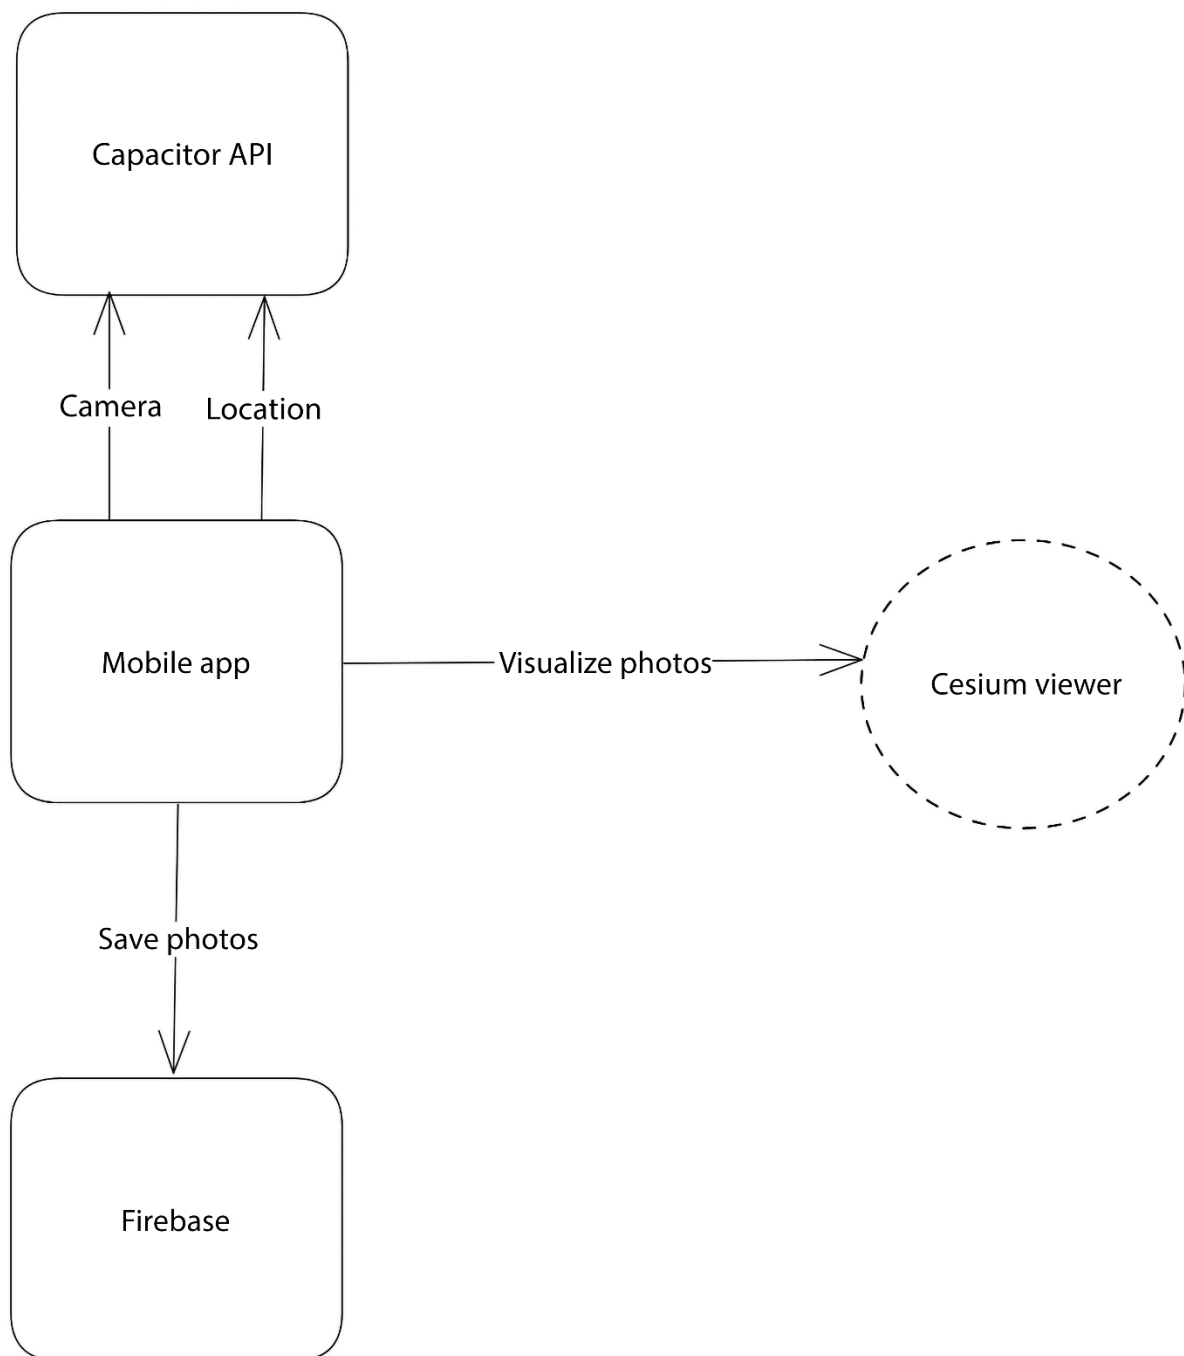 Capacitor API
Camera
Location
Mobile app
Visualize photos
Cesium viewer
Save photos
Firebase